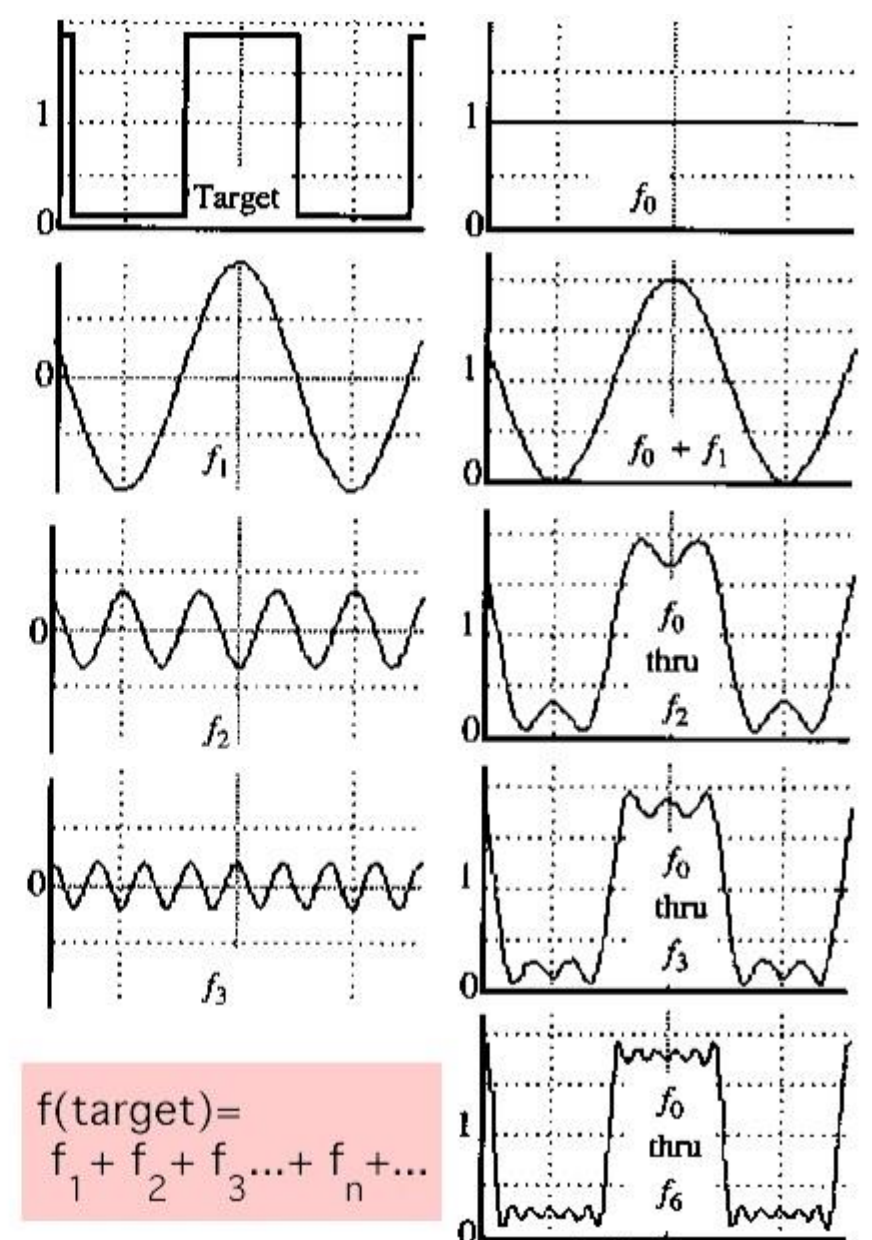 1
0
Target
1
0
f₀
0
f₁
1
0
f₀ + f₁
0
f₂
1
0
f₀
thru
f₂
0
f₃
1
0
f₀
thru
f₃
1
0
f₀
thru
f₆
f(target)=
f₁+ f₂+ f₃...+ fₙ+...